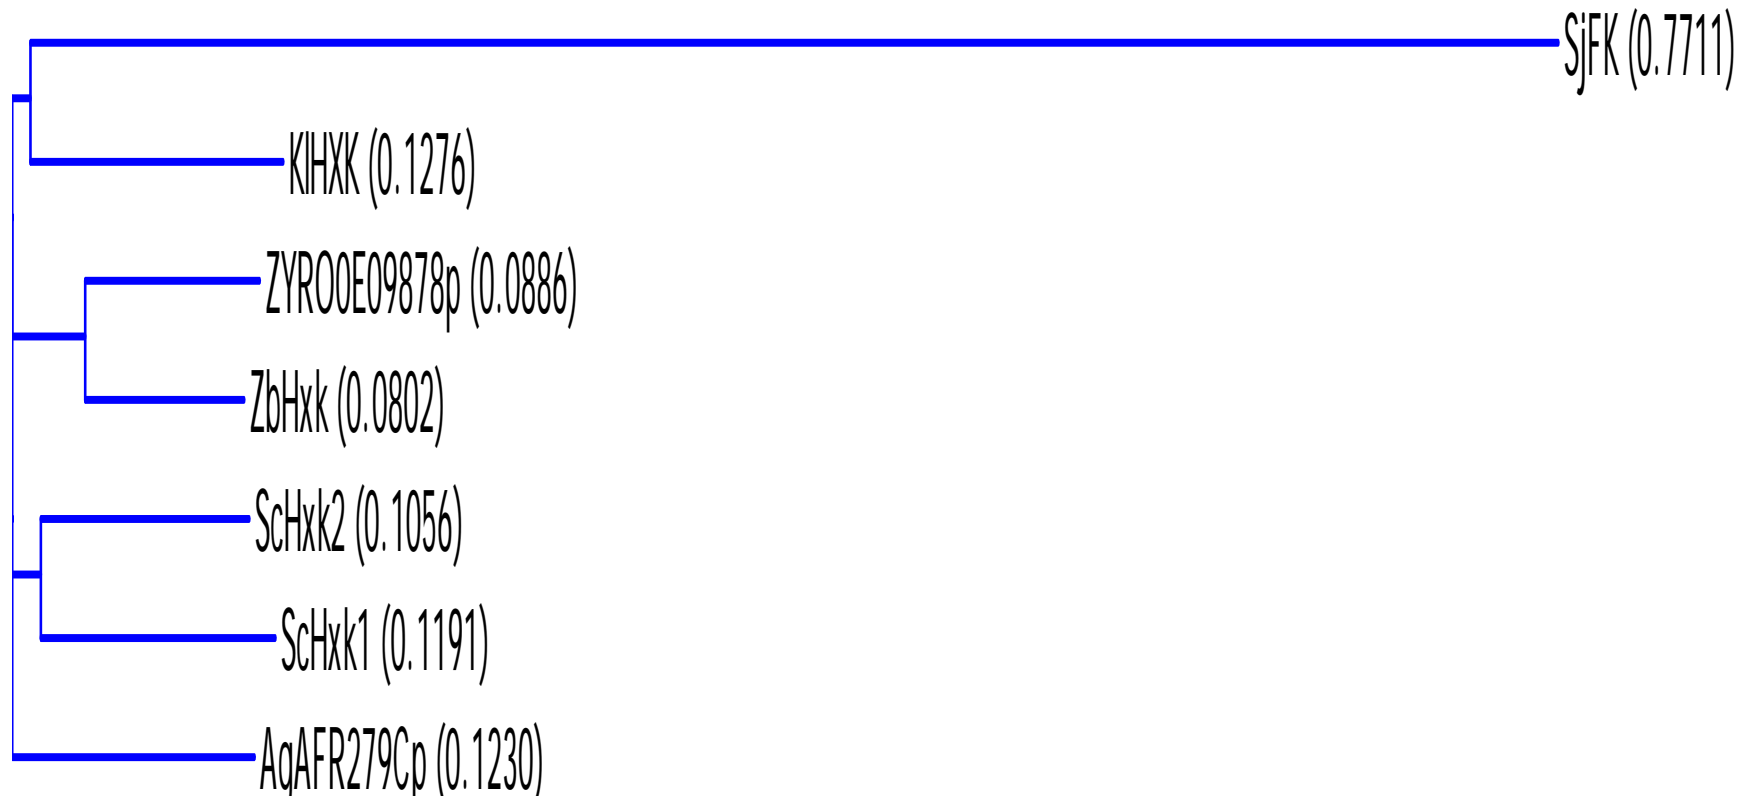 SjFK (0.7711)
KlHXK (0.1276)
ZYRO0E09878p (0.0886)
ZbHxk (0.0802)
ScHxk2 (0.1056)
ScHxk1 (0.1191)
AgAFR279Cp (0.1230)